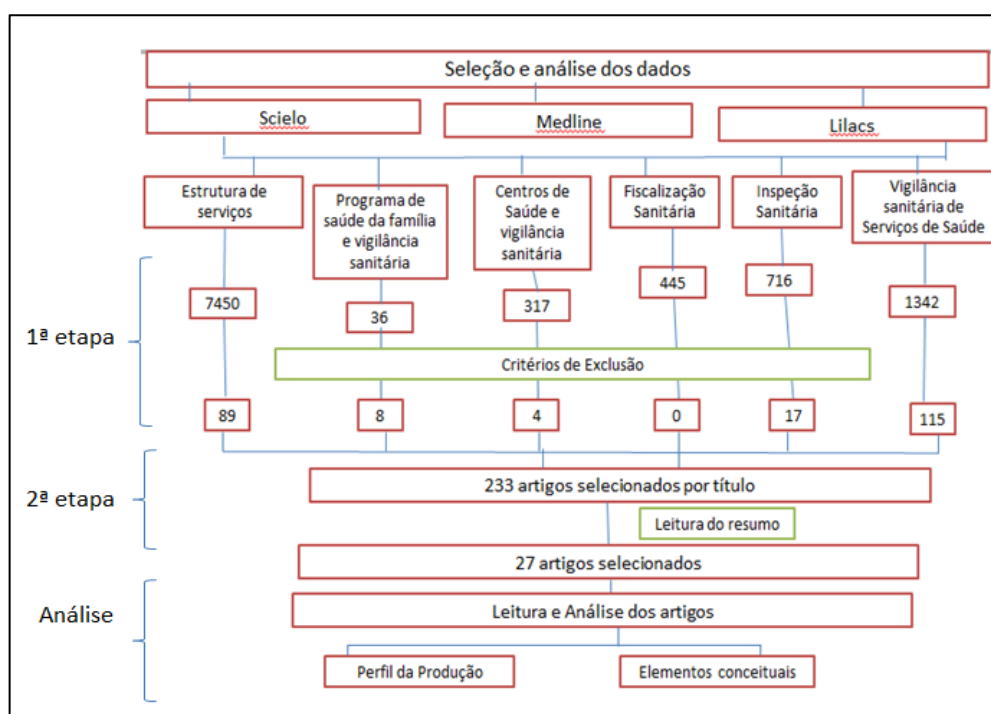 Seleção e análise dos dados
Scielo
Medline
Lilacs
Estrutura de
serviços
Programa de
saúde da família
e vigilância
sanitária
Centros de
Saúde e
vigilância
sanitária
Fiscalização
Sanitária
Inspeção
Sanitária
Vigilância
sanitária de
Serviços de Saúde
1ª etapa
7450
36
317
445
716
1342
Critérios de Exclusão
89
8
4
0
17
115
2ª etapa
233 artigos selecionados por título
Leitura do resumo
27 artigos selecionados
Análise
Leitura e Análise dos artigos
Perfil da Produção
Elementos conceituais